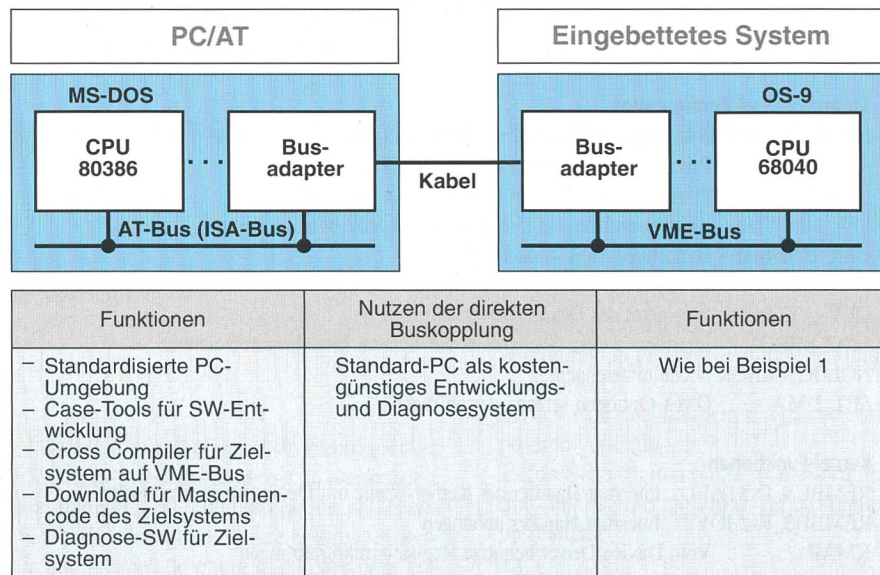 PC/AT
Eingebettetes System
MS-DOS
OS-9
CPU
80386
. . .
Bus-
adapter
Kabel
Bus-
adapter
. . .
CPU
68040
AT-Bus (ISA-Bus)
VME-Bus
Funktionen
Nutzen der direkten
Buskopplung
Funktionen
– Standardisierte PC-
Umgebung
– Case-Tools für SW-Ent-
wicklung
– Cross Compiler für Ziel-
system auf VME-Bus
– Download für Maschinen-
code des Zielsystems
– Diagnose-SW für Ziel-
system
Standard-PC als kosten-
günstiges Entwicklungs-
und Diagnosesystem
Wie bei Beispiel 1